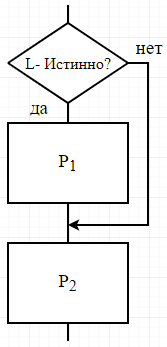 нет
L- Истинно?
да
P₁
P₂